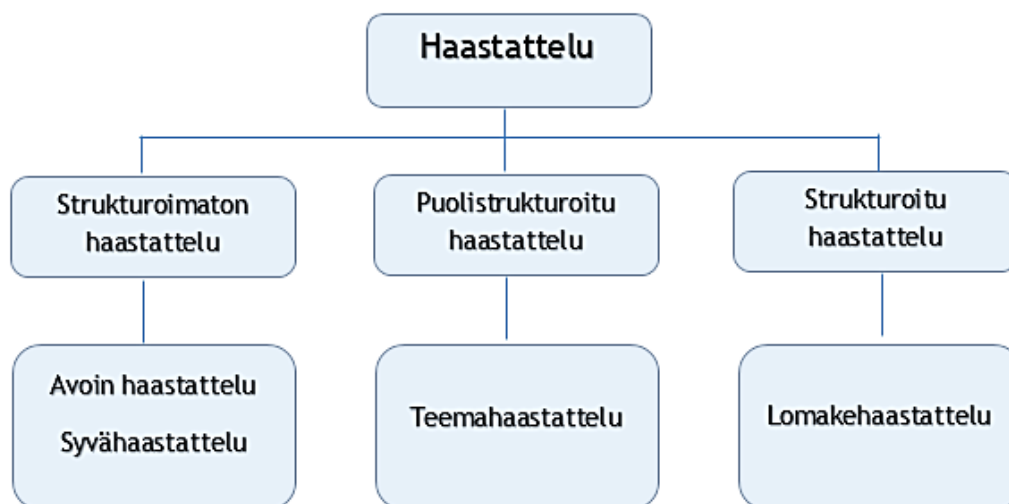 Haastattelu
Strukturoimaton
haastattelu
Puolistrukturoitu
haastattelu
Strukturoitu
haastattelu
Avoin haastattelu
Syvähaastattelu
Teemahaastattelu
Lomakehaastattelu